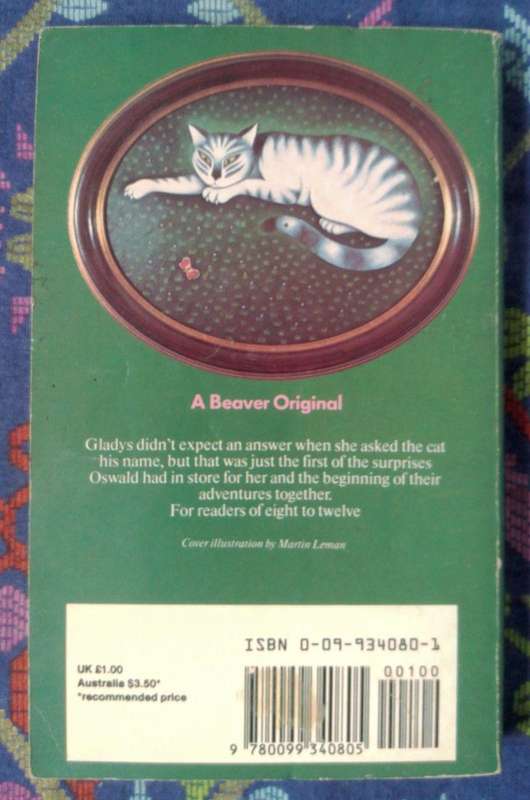 A Beaver Original
Gladys didn't expect an answer when she asked the cat
his name, but that was just the first of the surprises
Oswald had in store for her and the beginning of their
adventures together.
For readers of eight to twelve
Cover illustration by Martin Leman
ISBN 0-09-934080-1
UK £1.00
Australia $3.50*
*recommended price
00100
9 780099 340805